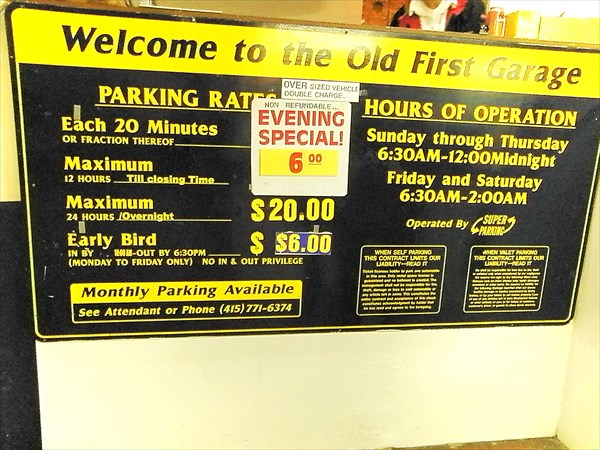 Welcome to the Old First Garage
PARKING RATES
OVER SIZED VEHICLE
DOUBLE CHARGE..
NON REFUNDABLE...
EVENING
SPECIAL!
6 00
Each 20 Minutes
OR FRACTION THEREOF
Maximum
12 HOURS Till closing Time
Maximum
24 HOURS /Overnight
$20.00
Early Bird
$ $6.00
IN BY OUT BY 6:30PM
(MONDAY TO FRIDAY ONLY) NO IN & OUT PRIVILEGE
Monthly Parking Available
See Attendant or Phone (415) 771-6374
HOURS OF OPERATION
Sunday through Thursday
6:30AM-12:00Midnight
Friday and Saturday
6:30AM-2:00AM
Operated By SUPER
PARKING
WHEN SELF PARKING
THIS CONTRACT LIMITS OUR
LIABILITY—READ IT
WHEN VALET PARKING
THIS CONTRACT LIMITS OUR
LIABILITY—READ IT